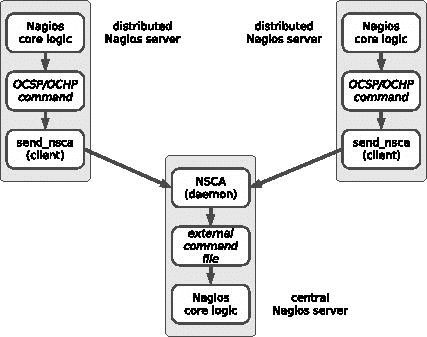 Nagios
core logic
OCSP/OCHP
command
send_nsca
(client)
distributed
Nagios server
distributed
Nagios server
Nagios
core logic
OCSP/OCHP
command
send_nsca
(client)
NSCA
(daemon)
external
command
file
Nagios
core logic
central
Nagios server